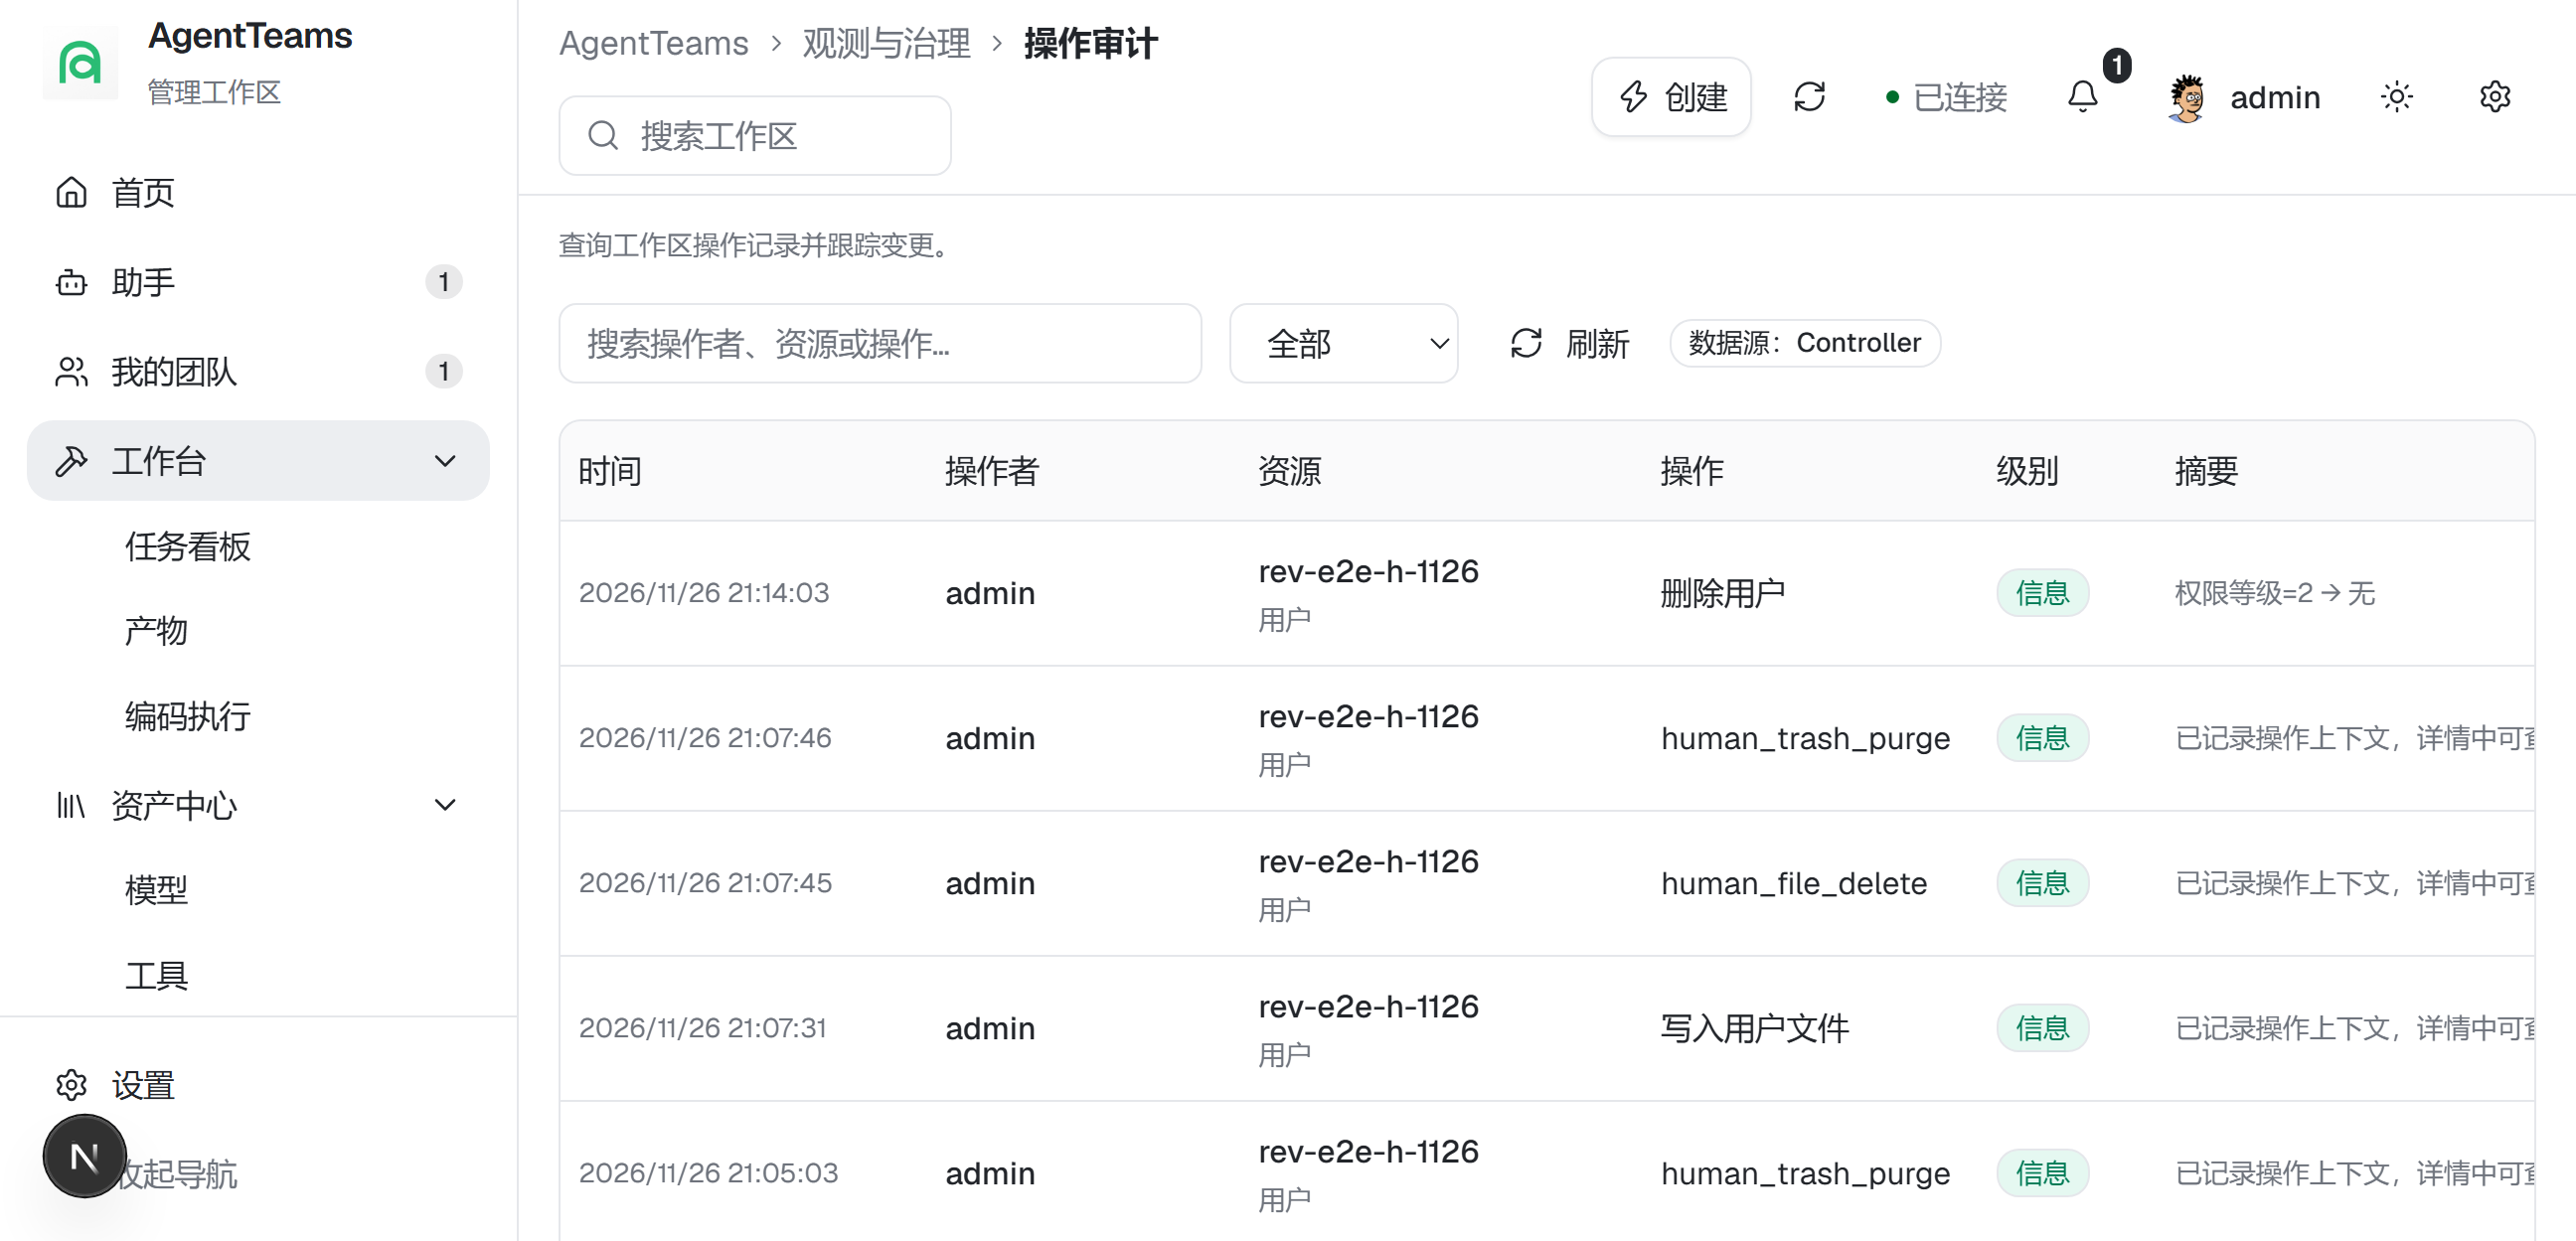 AgentTeams
管理工作区
首页
助手 1
我的团队 1
工作台
任务看板
产物
编码执行
资产中心
模型
工具
设置
起导航
AgentTeams > 观测与治理 > 操作审计
搜索工作区
创建
已连接
1
admin
查询工作区操作记录并跟踪变更。
搜索操作者、资源或操作...
全部
刷新
数据源：Controller
时间 操作者 资源 操作 级别 摘要
2026/11/26 21:14:03 admin rev-e2e-h-1126 用户 删除用户 信息 权限等级=2 → 无
2026/11/26 21:07:46 admin rev-e2e-h-1126 用户 human_trash_purge 信息 已记录操作上下文，详情中可
2026/11/26 21:07:45 admin rev-e2e-h-1126 用户 human_file_delete 信息 已记录操作上下文，详情中可
2026/11/26 21:07:31 admin rev-e2e-h-1126 用户 写入用户文件 信息 已记录操作上下文，详情中可
2026/11/26 21:05:03 admin rev-e2e-h-1126 用户 human_trash_purge 信息 已记录操作上下文，详情中可